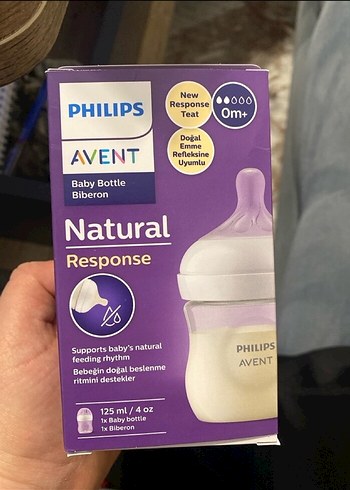 PHILIPS
AVENT
Baby Bottle
Biberon
New
Response
Teat
0m+
Doğal
Emme
Refleksine
Uyumlu
Natural
Response
Supports baby's natural
feeding rhythm
Bebeğin doğal beslenme
ritmini destekler
125 ml / 4 oz
1x Baby bottle
1x Biberon
PHILIPS
AVENT